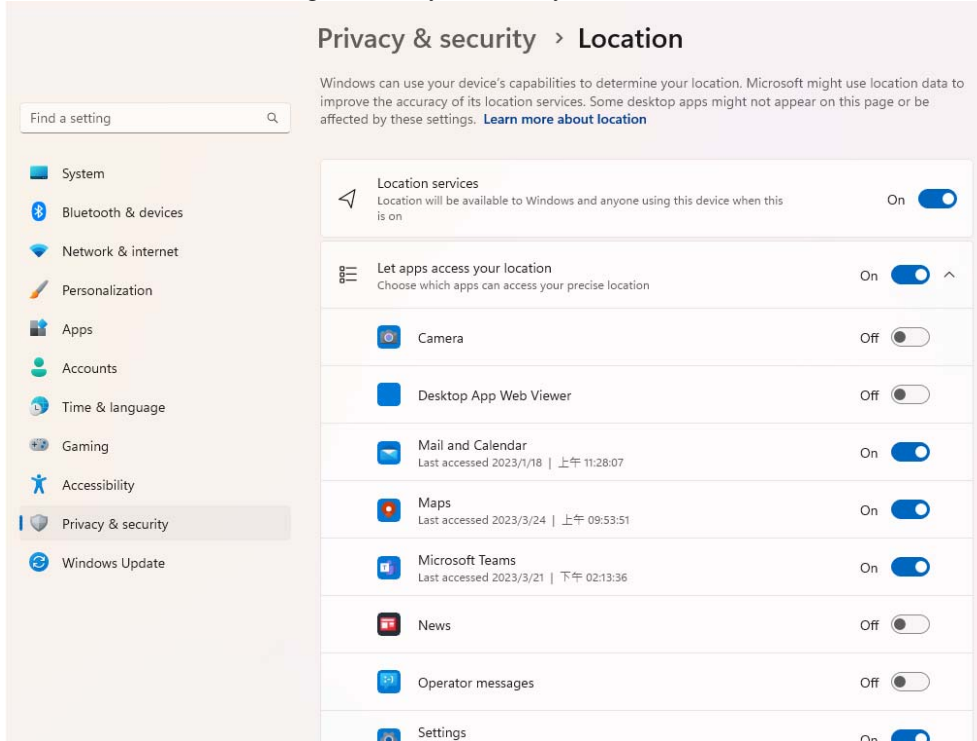 Privacy & security > Location
Windows can use your device's capabilities to determine your location. Microsoft might use location data to
improve the accuracy of its location services. Some desktop apps might not appear on this page or be
affected by these settings. Learn more about location
Find a setting
System
Bluetooth & devices
Network & internet
Personalization
Apps
Accounts
Time & language
Gaming
Accessibility
Privacy & security
Windows Update
Location services
Location will be available to Windows and anyone using this device when this
is on
On
Let apps access your location
Choose which apps can access your precise location
On
Camera
Off
Desktop App Web Viewer
Off
Mail and Calendar
Last accessed 2023/1/18 | 上午 11:28:07
On
Maps
Last accessed 2023/3/24 | 上午 09:53:51
On
Microsoft Teams
Last accessed 2023/3/21 | 下午 02:13:36
On
News
Off
Operator messages
Off
Settings
On